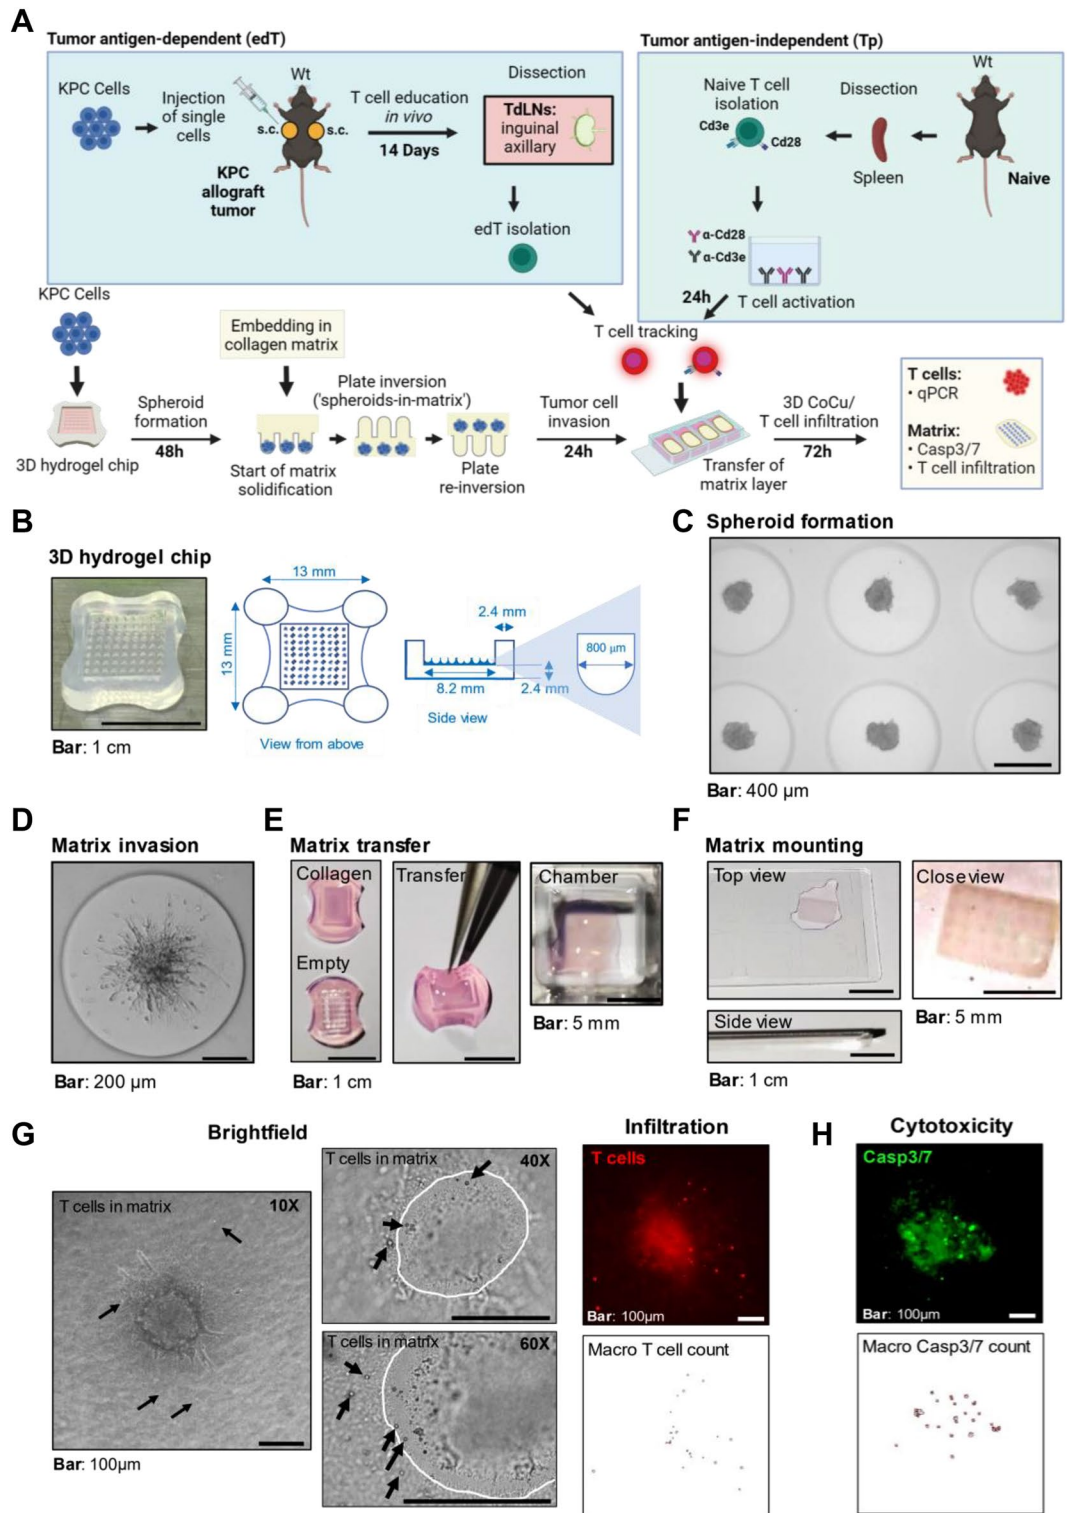 A
Tumor antigen-dependent (edT)
KPC Cells
Injection
of single
cells
Wt
s.c.
s.c.
KPC
allograft
tumor
T cell education
in vivo
14 Days
Dissection
TdLNs:
inguinal
axillary
edT isolation
Tumor antigen-independent (Tp)
Naive T cell
isolation
Cd3e
Cd28
Dissection
Spleen
Wt
Naive
α-Cd28
α-Cd3e
24h
T cell activation
KPC Cells
3D hydrogel chip
Spheroid
formation
48h
Embedding in
collagen matrix
Start of matrix
solidification
Plate inversion
('spheroids-in-matrix')
Plate
re-inversion
Tumor cell
invasion
24h
T cell tracking
Transfer of
matrix layer
3D CoCu/
T cell infiltration
72h
T cells:
• qPCR
Matrix:
• Casp3/7
• T cell infiltration
B
3D hydrogel chip
Bar: 1 cm
13 mm
13 mm
View from above
2.4 mm
8.2 mm
2.4 mm
Side view
800 µm
C
Spheroid formation
Bar: 400 µm
D
Matrix invasion
Bar: 200 µm
E
Matrix transfer
Collagen
Empty
Transfer
Chamber
Bar: 1 cm
Bar: 5 mm
F
Matrix mounting
Top view
Side view
Closeview
Bar: 1 cm
Bar: 5 mm
G
Brightfield
T cells in matrix
10X
Bar: 100µm
T cells in matrix
40X
T cells in matrix
60X
Infiltration
T cells
Bar: 100µm
Macro T cell count
H
Cytotoxicity
Casp3/7
Bar: 100µm
Macro Casp3/7 count